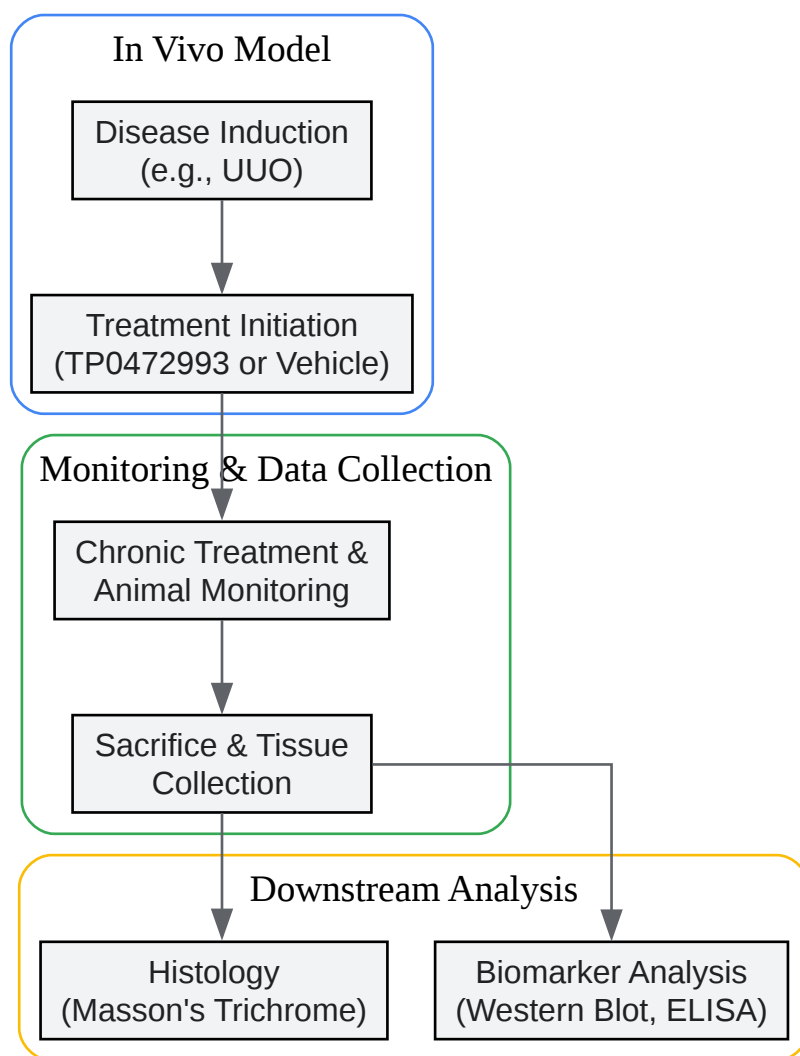 In Vivo Model
Disease Induction
(e.g., UUO)
Treatment Initiation
(TP0472993 or Vehicle)
Monitoring & Data Collection
Chronic Treatment &
Animal Monitoring
Sacrifice & Tissue
Collection
Downstream Analysis
Histology
(Masson's Trichrome)
Biomarker Analysis
(Western Blot, ELISA)